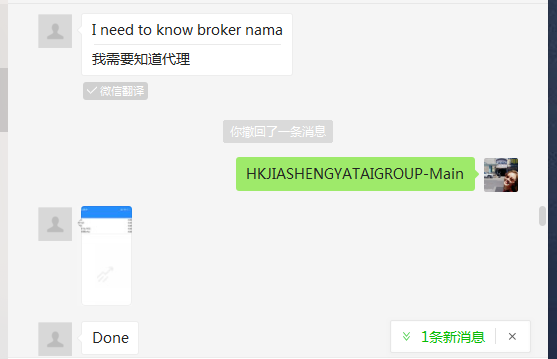 I need to know broker nama
我需要知道代理
微信翻译
你撤回了一条消息
HKJIASHENGYATAIGROUP-Main
Done
1条新消息